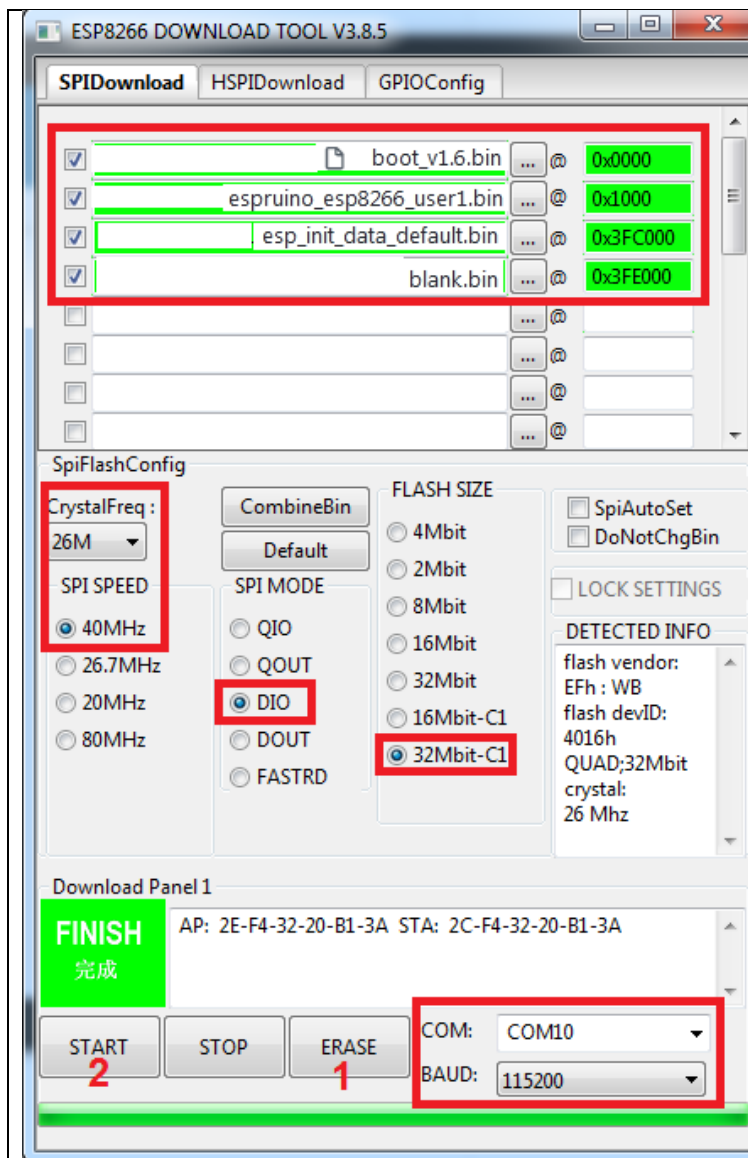 ESP8266 DOWNLOAD TOOL V3.8.5
SPIDownload HSPIDownload GPIOConfig
boot_v1.6.bin ... @ 0x0000
espruino_esp8266_user1.bin ... @ 0x1000
esp_init_data_default.bin ... @ 0x3FC000
blank.bin ... @ 0x3FE000
... @
... @
... @
... @
SpiFlashConfig
CrystalFreq :
26M
CombineBin
Default
SPI SPEED
40MHz
26.7MHz
20MHz
80MHz
SPI MODE
QIO
QOUT
DIO
DOUT
FASTRD
FLASH SIZE
4Mbit
2Mbit
8Mbit
16Mbit
32Mbit
16Mbit-C1
32Mbit-C1
SpiAutoSet
DoNotChgBin
LOCK SETTINGS
DETECTED INFO
flash vendor:
EFh : WB
flash devID:
4016h
QUAD;32Mbit
crystal:
26 Mhz
Download Panel 1
FINISH
完成
AP: 2E-F4-32-20-B1-3A STA: 2C-F4-32-20-B1-3A
START
2
STOP
ERASE
1
COM: COM10
BAUD: 115200